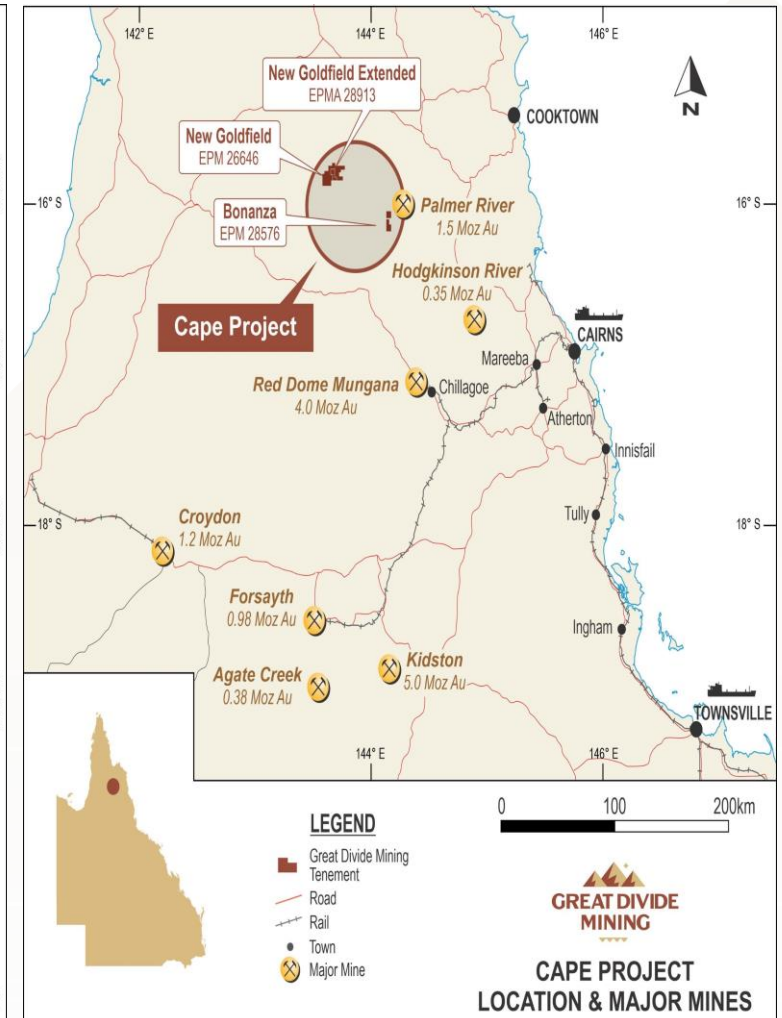 142° E
144° E
146° E
New Goldfield Extended
EPMA 28913
N
COOKTOWN
New Goldfield
EPM 26646
16° S
16° S
Bonanza
EPM 28576
Palmer River
1.5 Moz Au
Hodgkinson River
0.35 Moz Au
Cape Project
CAIRNS
Mareeba
Red Dome Mungana
4.0 Moz Au
Chillagoe
Atherton
Innisfail
Tully
18° S
18° S
Croydon
1.2 Moz Au
Forsayth
0.98 Moz Au
Ingham
Kidston
5.0 Moz Au
Agate Creek
0.38 Moz Au
TOWNSVILLE
144° E
146° E
0
100
200km
LEGEND
Great Divide Mining
Tenement
Road
Rail
Town
Major Mine
GREAT DIVIDE
MINING
CAPE PROJECT
LOCATION & MAJOR MINES